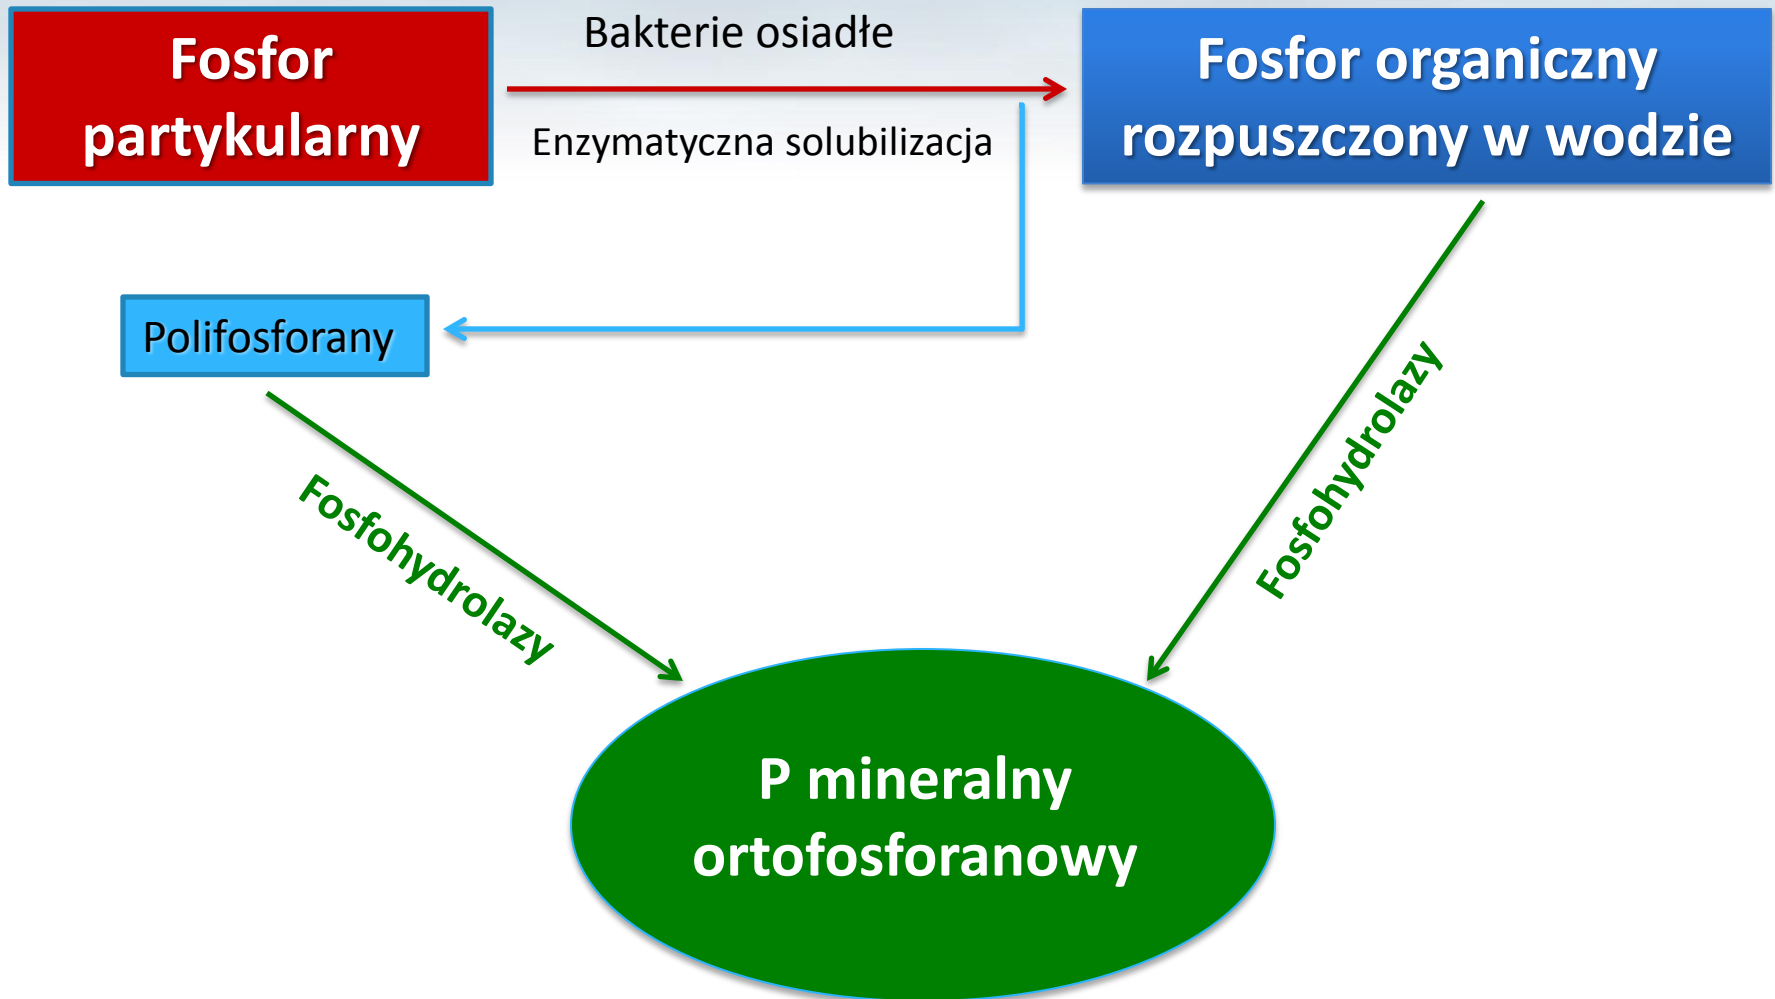 Fosfor
partykularny
Bakterie osiadłe
Enzymatyczna solubilizacja
Fosfor organiczny
rozpuszczony w wodzie
Polifosforany
Fosfohydrolazy
Fosfohydrolazy
P mineralny
ortofosforanowy